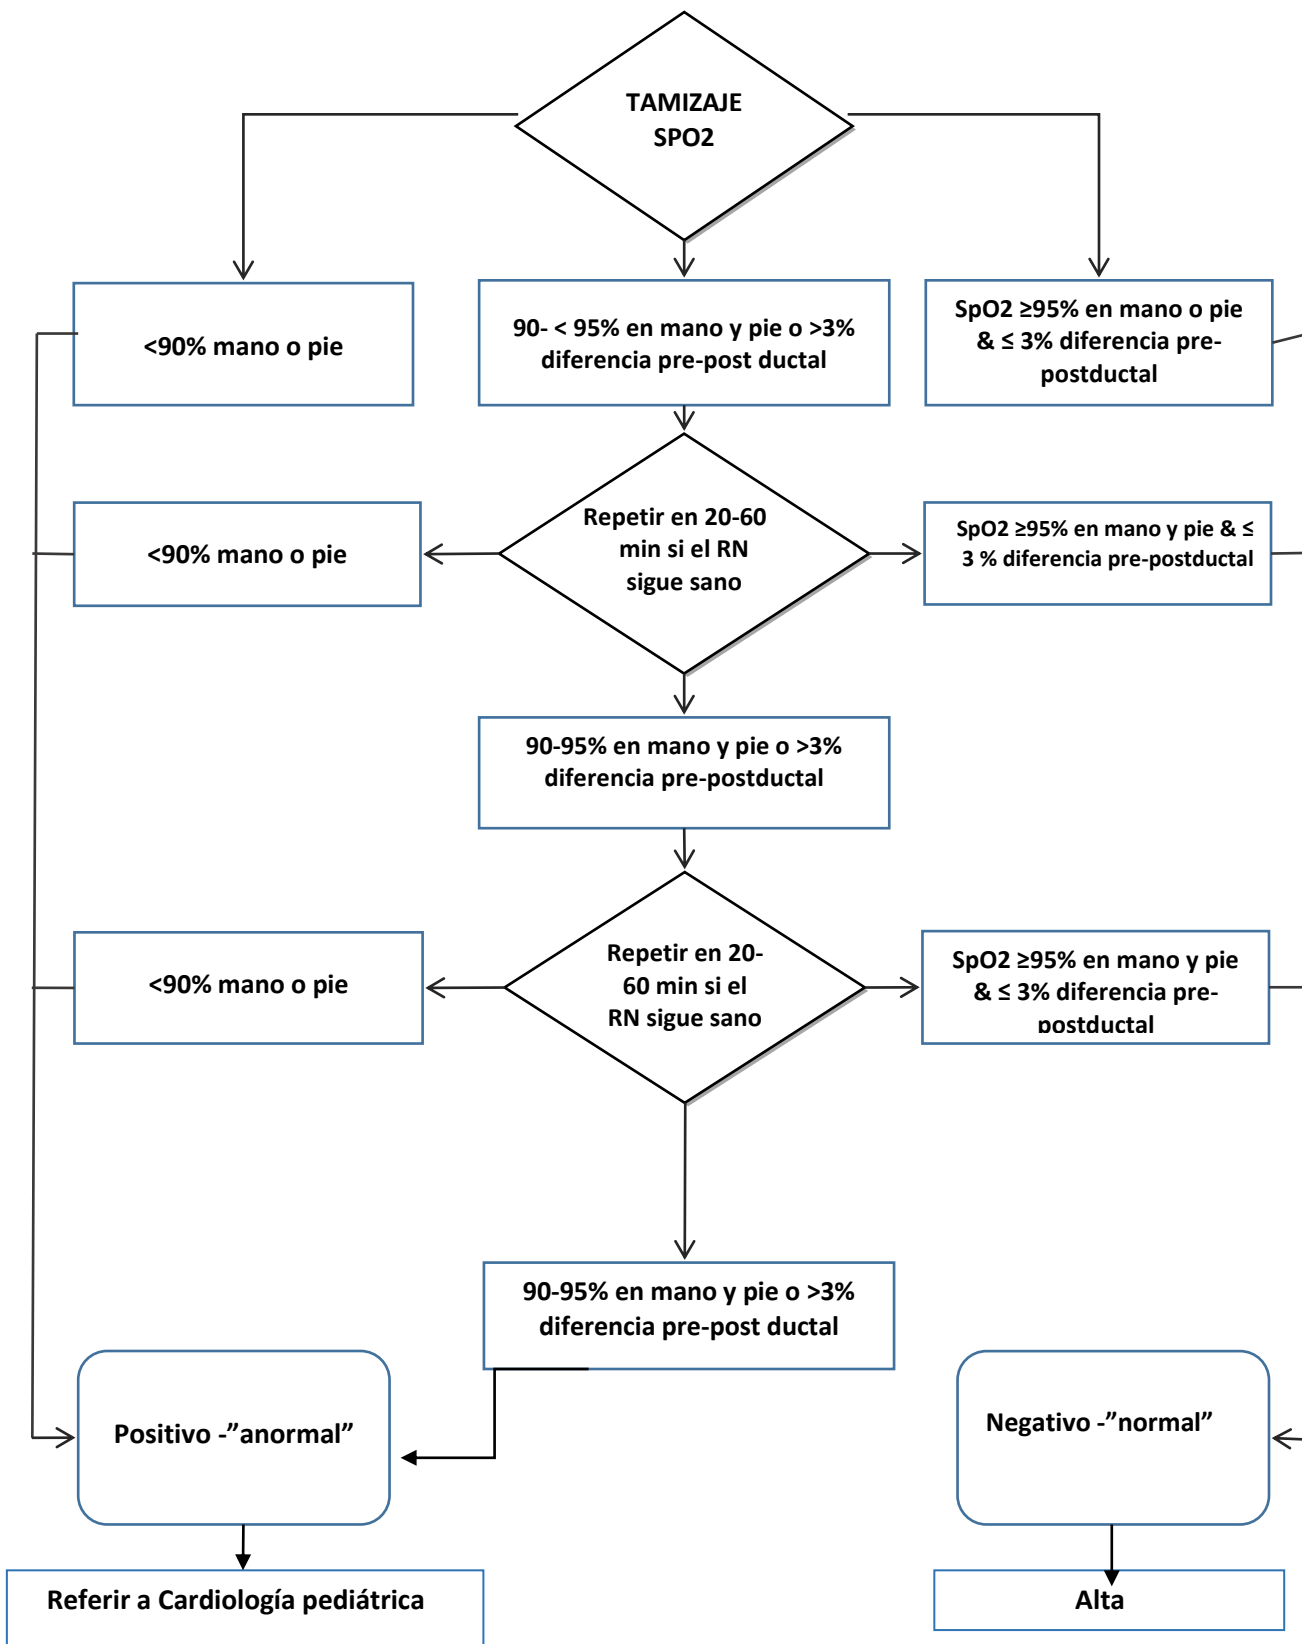 TAMIZAJE
SPO2
<90% mano o pie
90- < 95% en mano y pie o >3%
diferencia pre-post ductal
SpO2 ≥95% en mano o pie
& ≤ 3% diferencia pre-
postductal
<90% mano o pie
Repetir en 20-60
min si el RN
sigue sano
SpO2 ≥95% en mano y pie & ≤
3 % diferencia pre-postductal
90-95% en mano y pie o >3%
diferencia pre-postductal
<90% mano o pie
Repetir en 20-
60 min si el
RN sigue sano
SpO2 ≥95% en mano y pie
& ≤ 3% diferencia pre-
postductal
90-95% en mano y pie o >3%
diferencia pre-post ductal
Positivo -”anormal”
Negativo -”normal”
Referir a Cardiología pediátrica
Alta